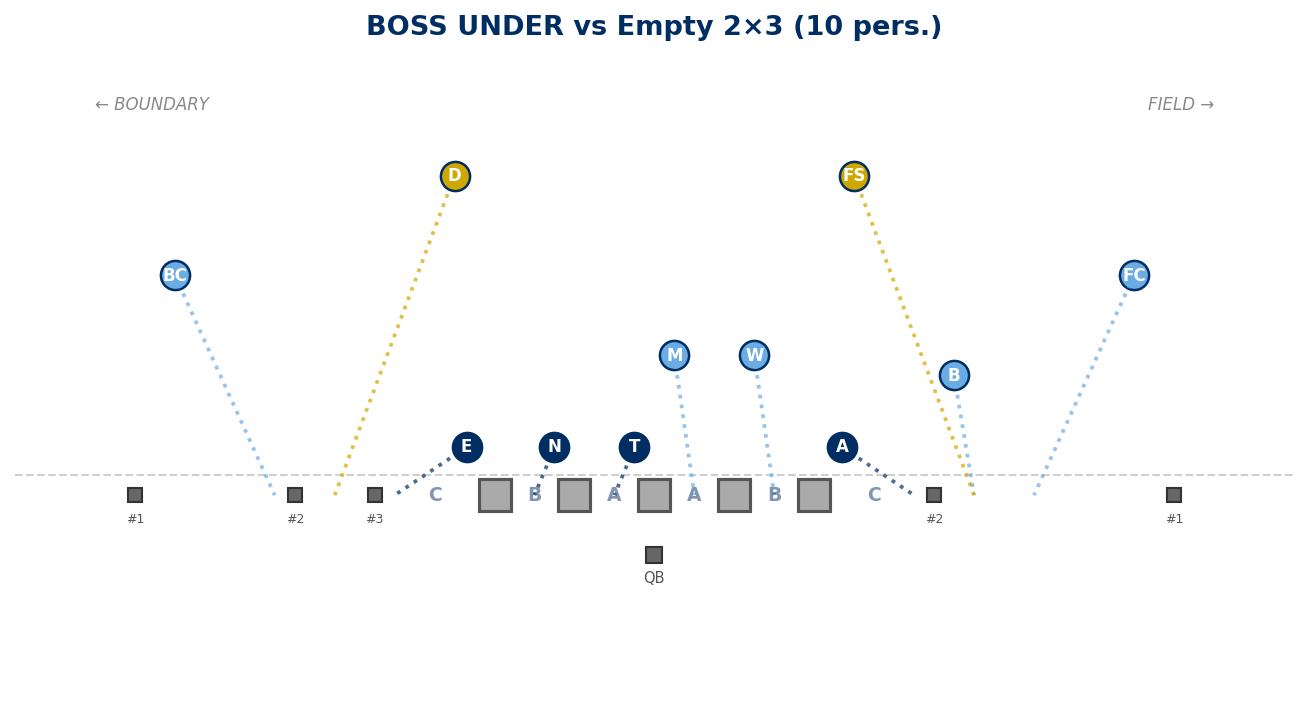 BOSS UNDER vs Empty 2×3 (10 pers.)
← BOUNDARY FIELD →
D FS
BC FC
M W
B
E N T A
C B A A B C
#1 #2 #3 #2 #1
QB